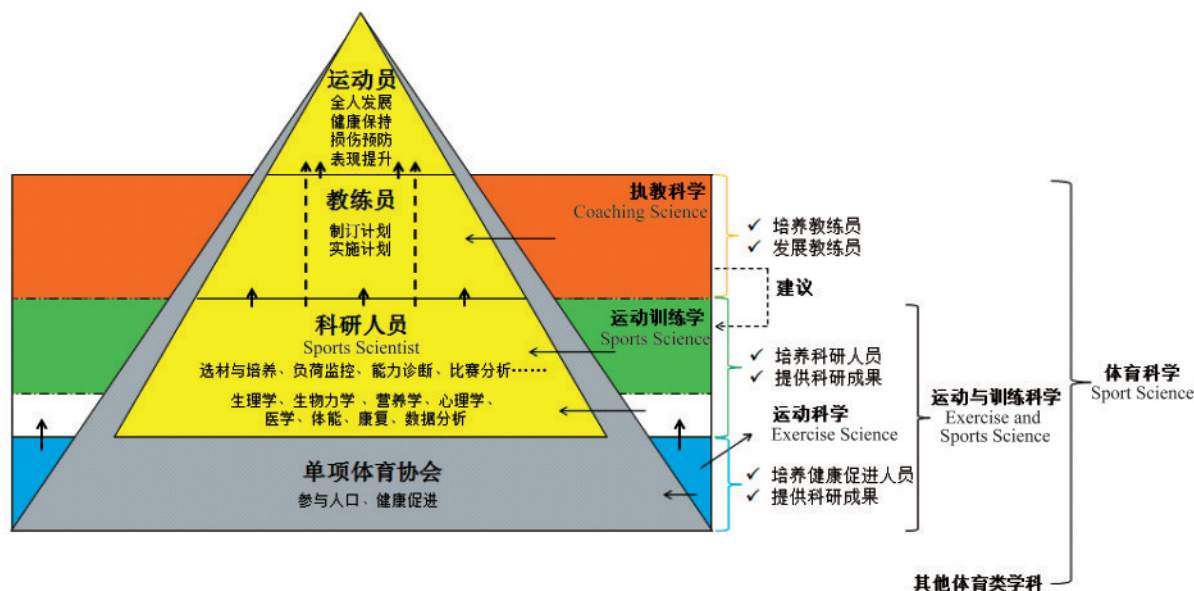 运动员
全人发展
健康保持
损伤预防
表现提升
教练员
制订计划
实施计划
科研人员
Sports Scientist
选材与培养、负荷监控、能力诊断、比赛分析……
生理学、生物力学、营养学、心理学、
医学、体能、康复、数据分析
单项体育协会
参与人口、健康促进
执教科学
Coaching Science
✓ 培养教练员
✓ 发展教练员
建议
运动训练学
Sports Science
✓ 培养科研人员
✓ 提供科研成果
运动科学
Exercise Science
✓ 培养健康促进人员
✓ 提供科研成果
运动与训练科学
Exercise and
Sports Science
体育科学
Sport Science
其他体育类学科